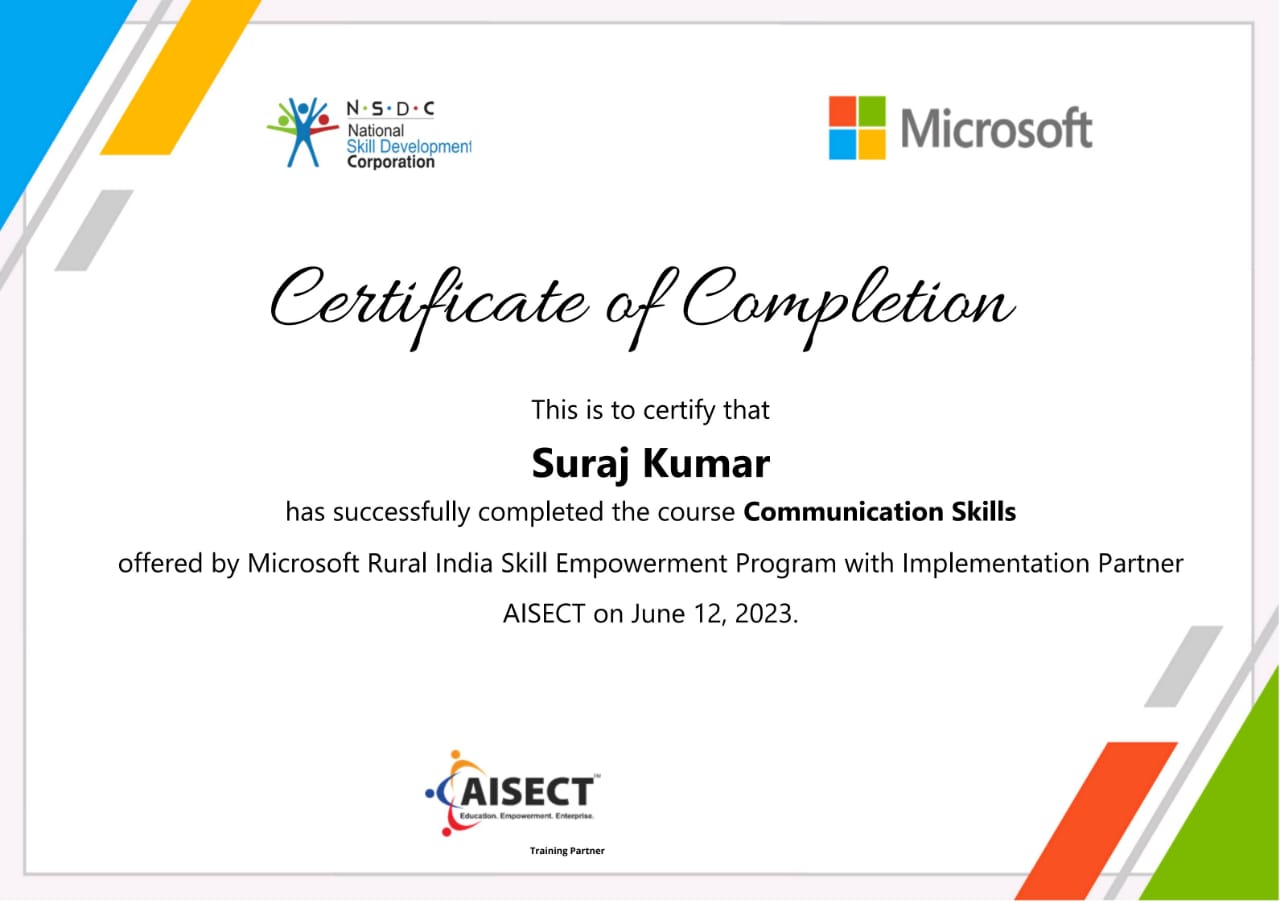 N·S·D·C
National
Skill Development
Corporation
Microsoft
Certificate of Completion
This is to certify that
Suraj Kumar
has successfully completed the course Communication Skills
offered by Microsoft Rural India Skill Empowerment Program with Implementation Partner
AISECT on June 12, 2023.
AISECT™
Education. Empowerment. Enterprise.
Training Partner